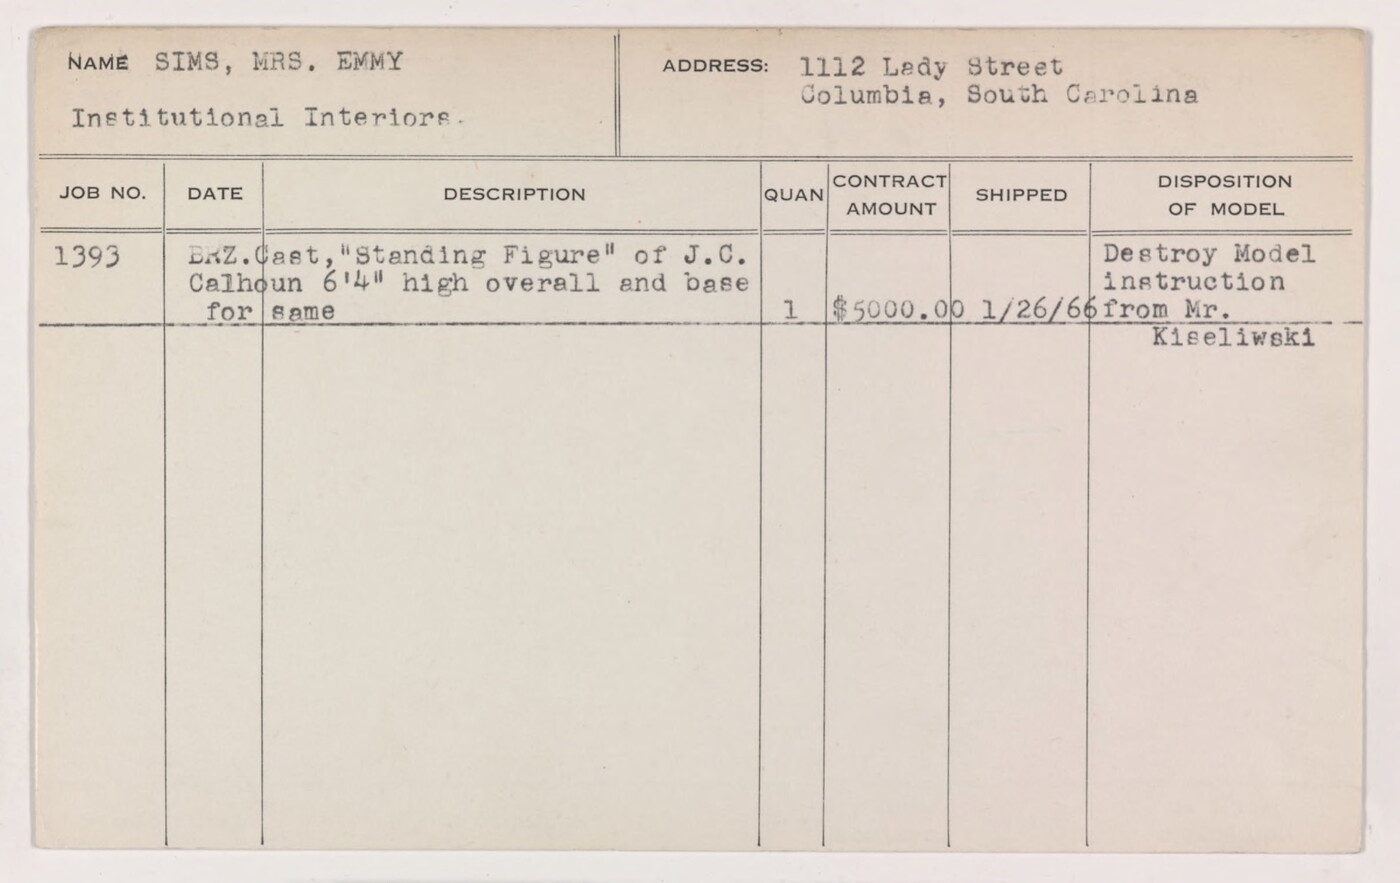 NAME SIMS, MRS. EMMY
Institutional Interiors.
ADDRESS: 1112 Lady Street
Columbia, South Carolina
JOB NO. DATE DESCRIPTION QUAN CONTRACT AMOUNT SHIPPED DISPOSITION OF MODEL
1393 BRZ.Cast,"Standing Figure" of J.C. Destroy Model
Calhoun 6'4" high overall and base instruction
for same 1 $5000.00 1/26/66 from Mr.
Kiseliwski